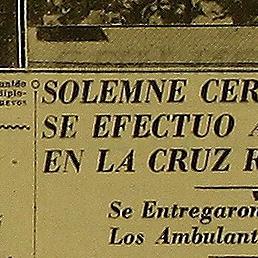 SOLEMNE CER
SE EFECTUO A
EN LA CRUZ R
Se Entregaron
Los Ambulant